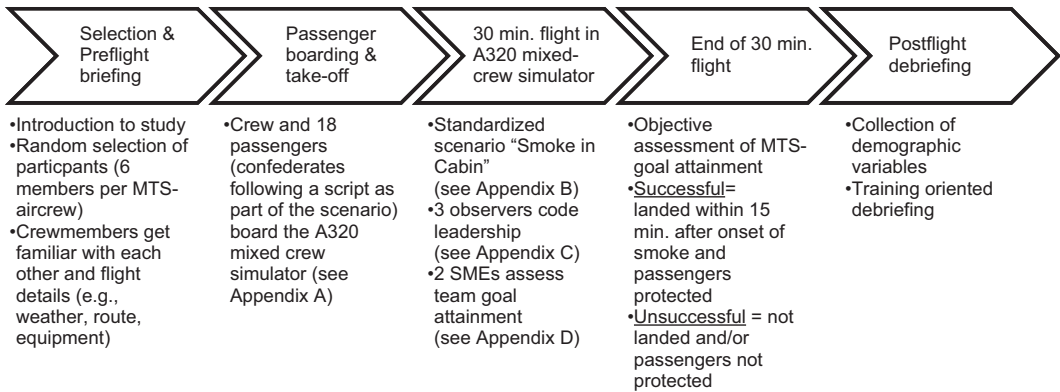 Selection &
Preflight
briefing
Passenger
boarding &
take-off
30 min. flight in
A320 mixed-
crew simulator
End of 30 min.
flight
Postflight
debriefing
•Introduction to study
•Random selection of
particpants (6
members per MTS-
aircrew)
•Crewmembers get
familiar with each
other and flight
details (e.g.,
weather, route,
equipment)
•Crew and 18
passengers
(confederates
following a script as
part of the scenario)
board the A320
mixed crew
simulator (see
Appendix A)
•Standardized
scenario “Smoke in
Cabin”
(see Appendix B)
•3 observers code
leadership
(see Appendix C)
•2 SMEs assess
team goal
attainment
(see Appendix D)
•Objective
assessment of MTS-
goal attainment
•Successful=
landed within 15
min. after onset of
smoke and
passengers
protected
•Unsuccessful = not
landed and/or
passengers not
protected
•Collection of
demographic
variables
•Training oriented
debriefing